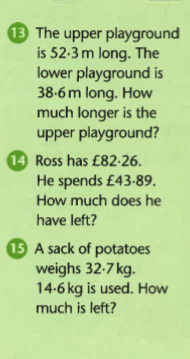 13 The upper playground
is 52·3 m long. The
lower playground is
38·6 m long. How
much longer is the
upper playground?
14 Ross has £82·26.
He spends £43·89.
How much does he
have left?
15 A sack of potatoes
weighs 32·7 kg.
14·6 kg is used. How
much is left?